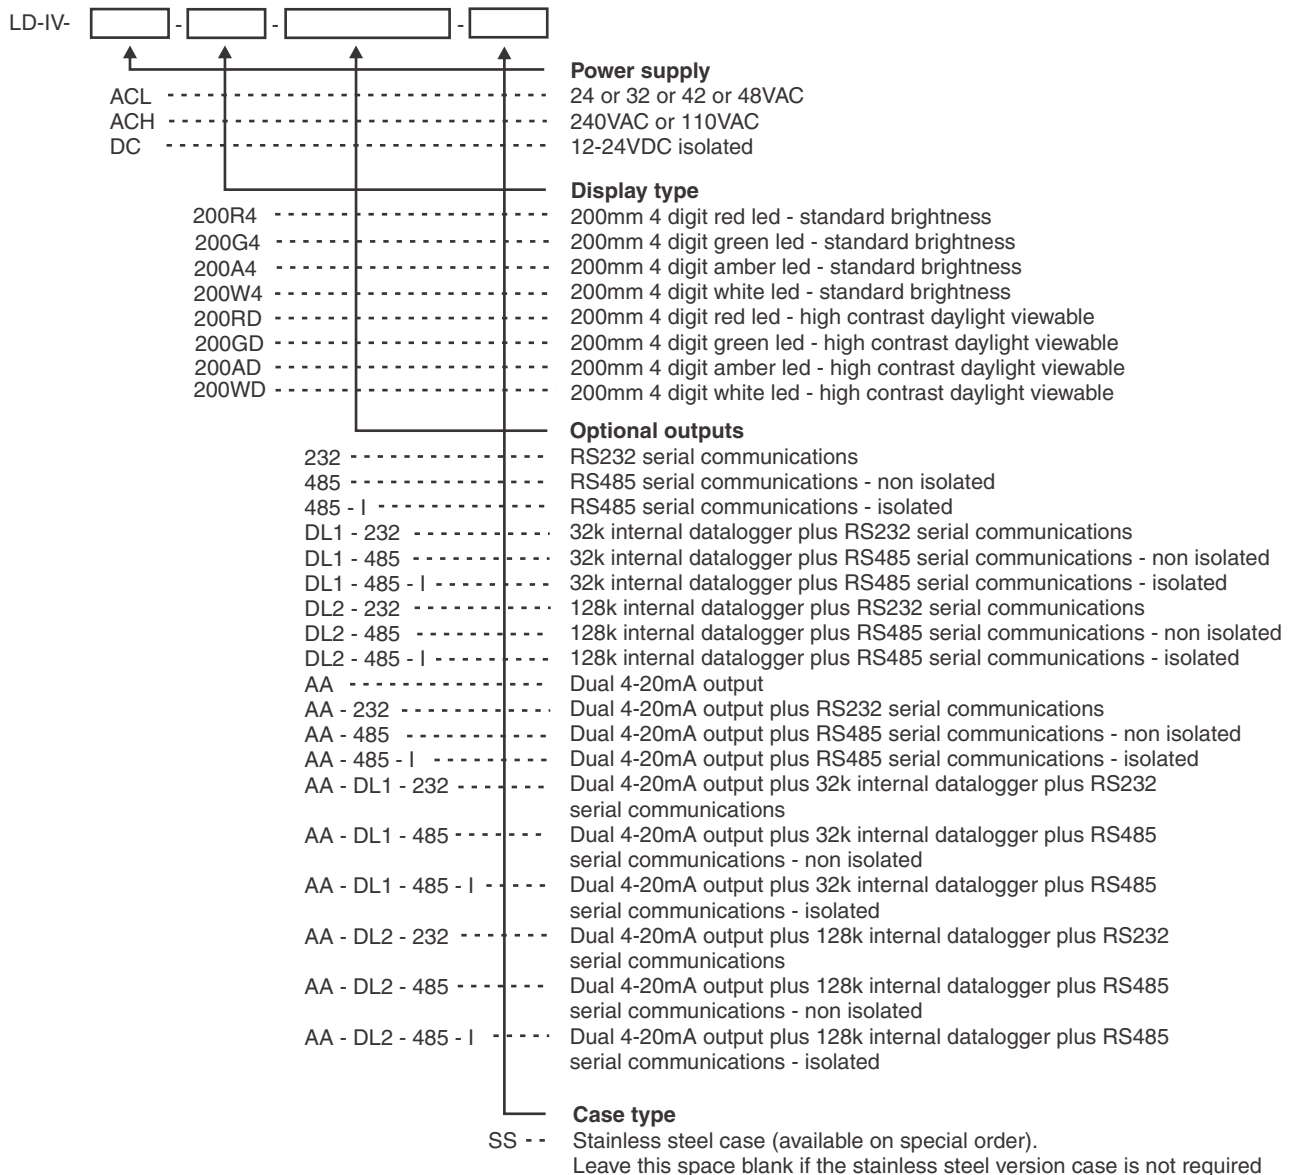 LD-IV- - - -
Power supply
ACL 24 or 32 or 42 or 48VAC
ACH 240VAC or 110VAC
DC 12-24VDC isolated
Display type
200R4 200mm 4 digit red led - standard brightness
200G4 200mm 4 digit green led - standard brightness
200A4 200mm 4 digit amber led - standard brightness
200W4 200mm 4 digit white led - standard brightness
200RD 200mm 4 digit red led - high contrast daylight viewable
200GD 200mm 4 digit green led - high contrast daylight viewable
200AD 200mm 4 digit amber led - high contrast daylight viewable
200WD 200mm 4 digit white led - high contrast daylight viewable
Optional outputs
232 RS232 serial communications
485 RS485 serial communications - non isolated
485 - I RS485 serial communications - isolated
DL1 - 232 32k internal datalogger plus RS232 serial communications
DL1 - 485 32k internal datalogger plus RS485 serial communications - non isolated
DL1 - 485 - I 32k internal datalogger plus RS485 serial communications - isolated
DL2 - 232 128k internal datalogger plus RS232 serial communications
DL2 - 485 128k internal datalogger plus RS485 serial communications - non isolated
DL2 - 485 - I 128k internal datalogger plus RS485 serial communications - isolated
AA Dual 4-20mA output
AA - 232 Dual 4-20mA output plus RS232 serial communications
AA - 485 Dual 4-20mA output plus RS485 serial communications - non isolated
AA - 485 - I Dual 4-20mA output plus RS485 serial communications - isolated
AA - DL1 - 232 Dual 4-20mA output plus 32k internal datalogger plus RS232
serial communications
AA - DL1 - 485 Dual 4-20mA output plus 32k internal datalogger plus RS485
serial communications - non isolated
AA - DL1 - 485 - I Dual 4-20mA output plus 32k internal datalogger plus RS485
serial communications - isolated
AA - DL2 - 232 Dual 4-20mA output plus 128k internal datalogger plus RS232
serial communications
AA - DL2 - 485 Dual 4-20mA output plus 128k internal datalogger plus RS485
serial communications - non isolated
AA - DL2 - 485 - I Dual 4-20mA output plus 128k internal datalogger plus RS485
serial communications - isolated
Case type
SS Stainless steel case (available on special order).
Leave this space blank if the stainless steel version case is not required